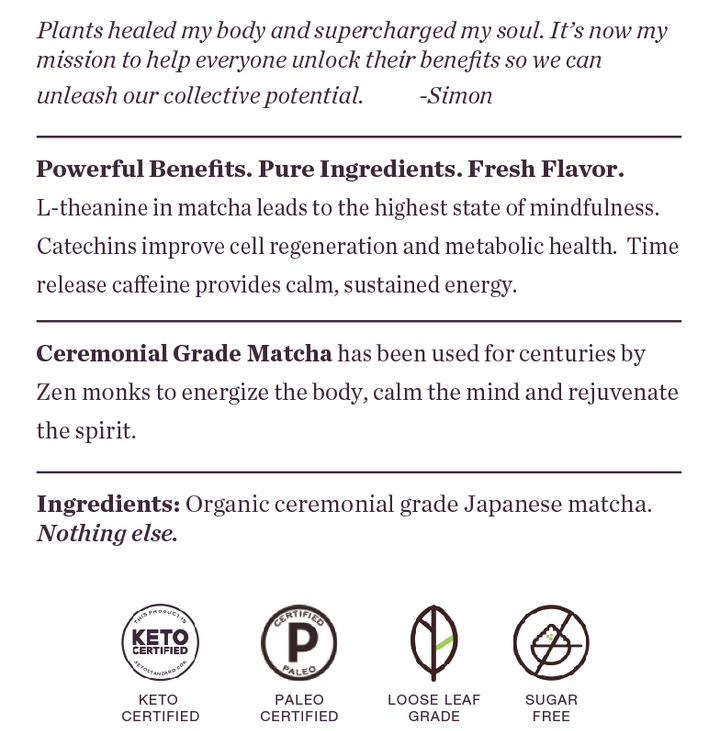 Plants healed my body and supercharged my soul. It’s now my
mission to help everyone unlock their benefits so we can
unleash our collective potential. -Simon
Powerful Benefits. Pure Ingredients. Fresh Flavor.
L-theanine in matcha leads to the highest state of mindfulness.
Catechins improve cell regeneration and metabolic health. Time
release caffeine provides calm, sustained energy.
Ceremonial Grade Matcha has been used for centuries by
Zen monks to energize the body, calm the mind and rejuvenate
the spirit.
Ingredients: Organic ceremonial grade Japanese matcha.
Nothing else.
THIS PRODUCT IS
KETO
CERTIFIED
KETOSTANDARD.COM
CERTIFIED
P
PALEO
KETO
CERTIFIED
PALEO
CERTIFIED
LOOSE LEAF
GRADE
SUGAR
FREE